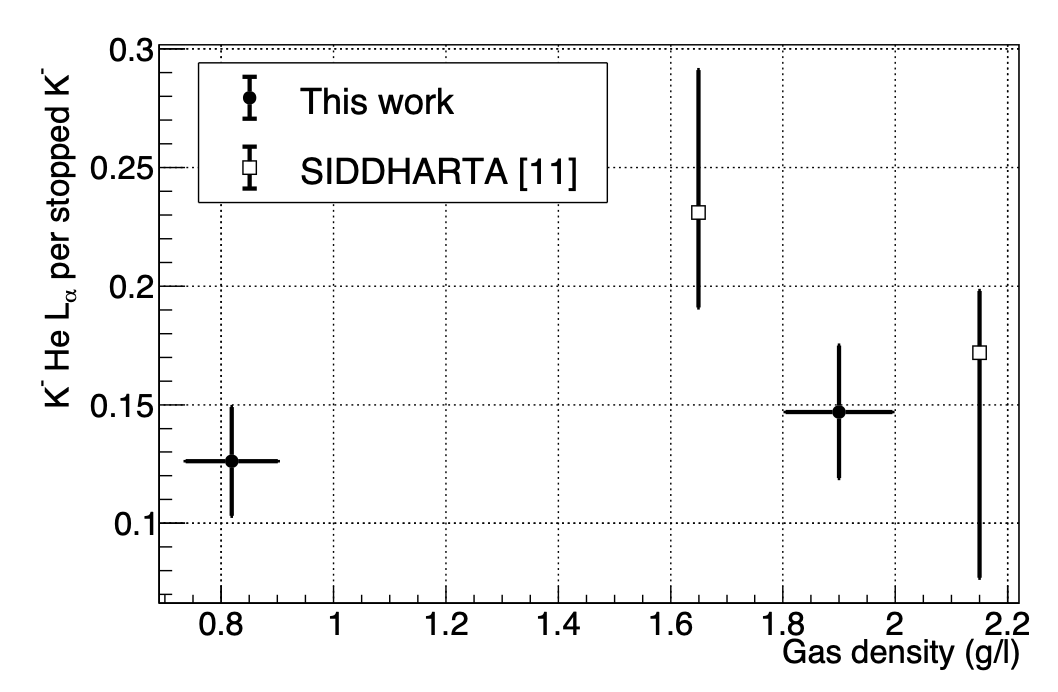 K⁻ He Lα per stopped K⁻
0.3
0.25
0.2
0.15
0.1
This work
SIDDHARTA [11]
0.8 1 1.2 1.4 1.6 1.8 2 2.2
Gas density (g/l)